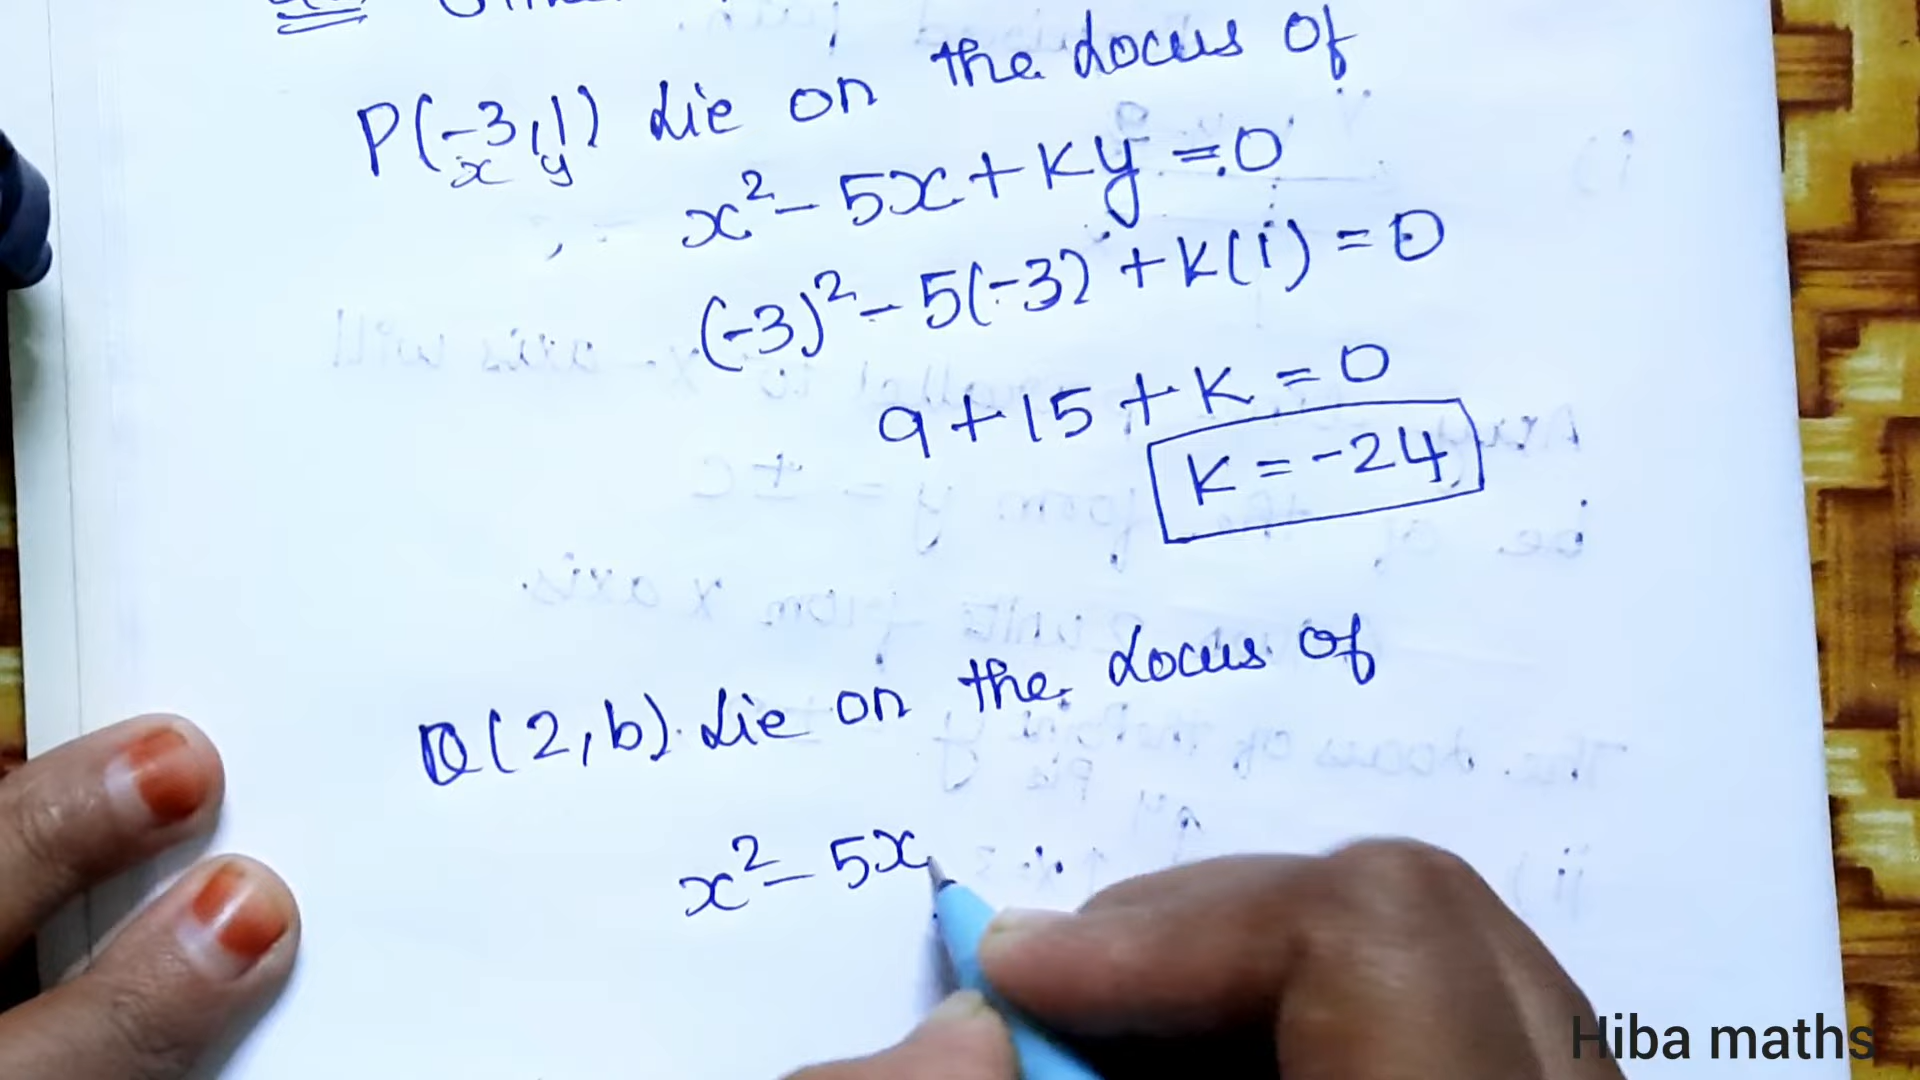 P(-3,1) lie on the locus of
x y
x² - 5x + ky = 0
(-3)² - 5(-3) + k(1) = 0
9 + 15 + k = 0
k = -24
Q(2,b). lie on the locus of
x² - 5x
Hiba maths